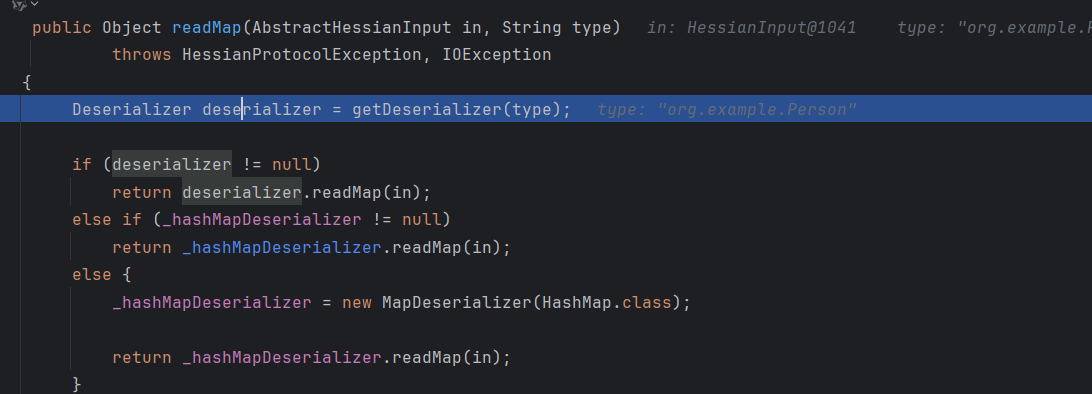 public Object readMap(AbstractHessianInput in, String type)   in: HessianInput@1041    type: "org.example.
        throws HessianProtocolException, IOException
{
    Deserializer deserializer = getDeserializer(type);   type: "org.example.Person"
    if (deserializer != null)
        return deserializer.readMap(in);
    else if (_hashMapDeserializer != null)
        return _hashMapDeserializer.readMap(in);
    else {
        _hashMapDeserializer = new MapDeserializer(HashMap.class);
        return _hashMapDeserializer.readMap(in);
    }